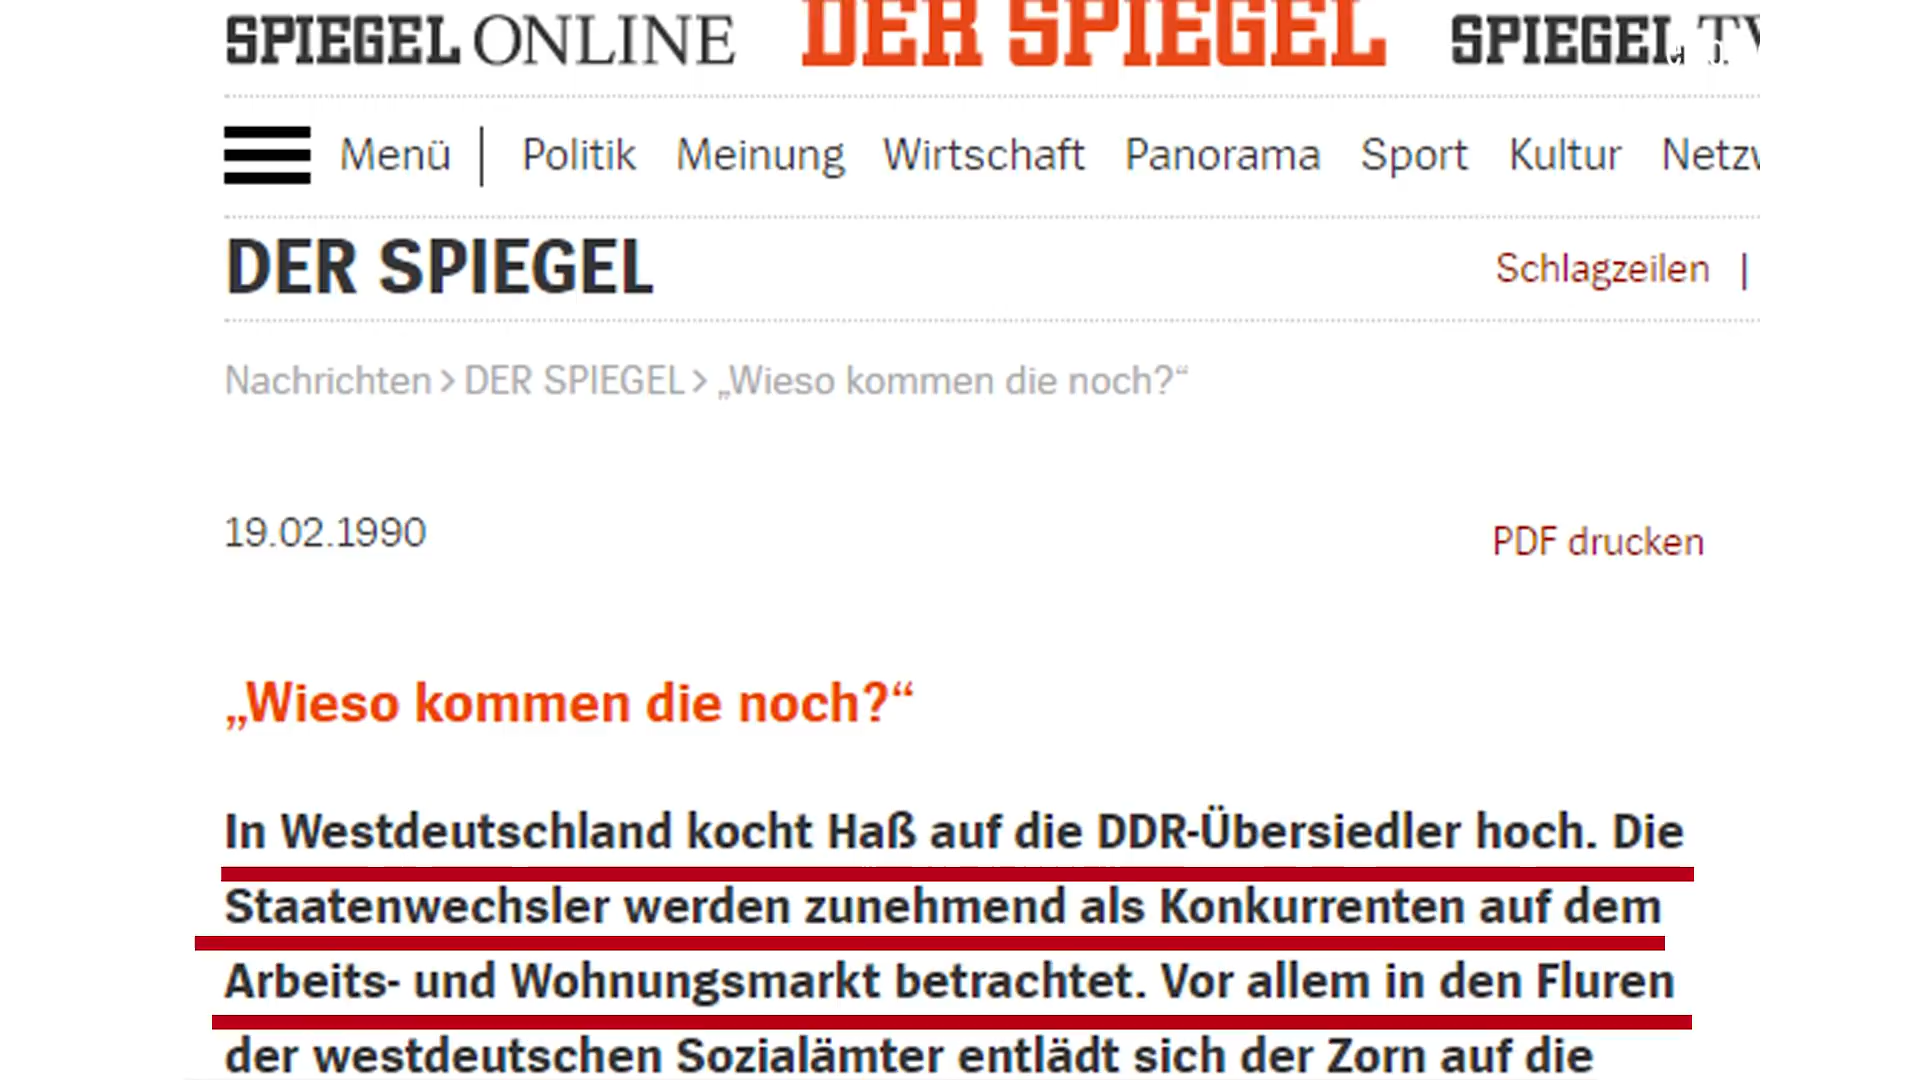 SPIEGEL ONLINE DER SPIEGEL SPIEGEL TV
Menü | Politik Meinung Wirtschaft Panorama Sport Kultur Netzw
DER SPIEGEL
Schlagzeilen |
Nachrichten > DER SPIEGEL > „Wieso kommen die noch?“
19.02.1990
PDF drucken
„Wieso kommen die noch?“
In Westdeutschland kocht Haß auf die DDR-Übersiedler hoch. Die
Staatenwechsler werden zunehmend als Konkurrenten auf dem
Arbeits- und Wohnungsmarkt betrachtet. Vor allem in den Fluren
der westdeutschen Sozialämter entlädt sich der Zorn auf die